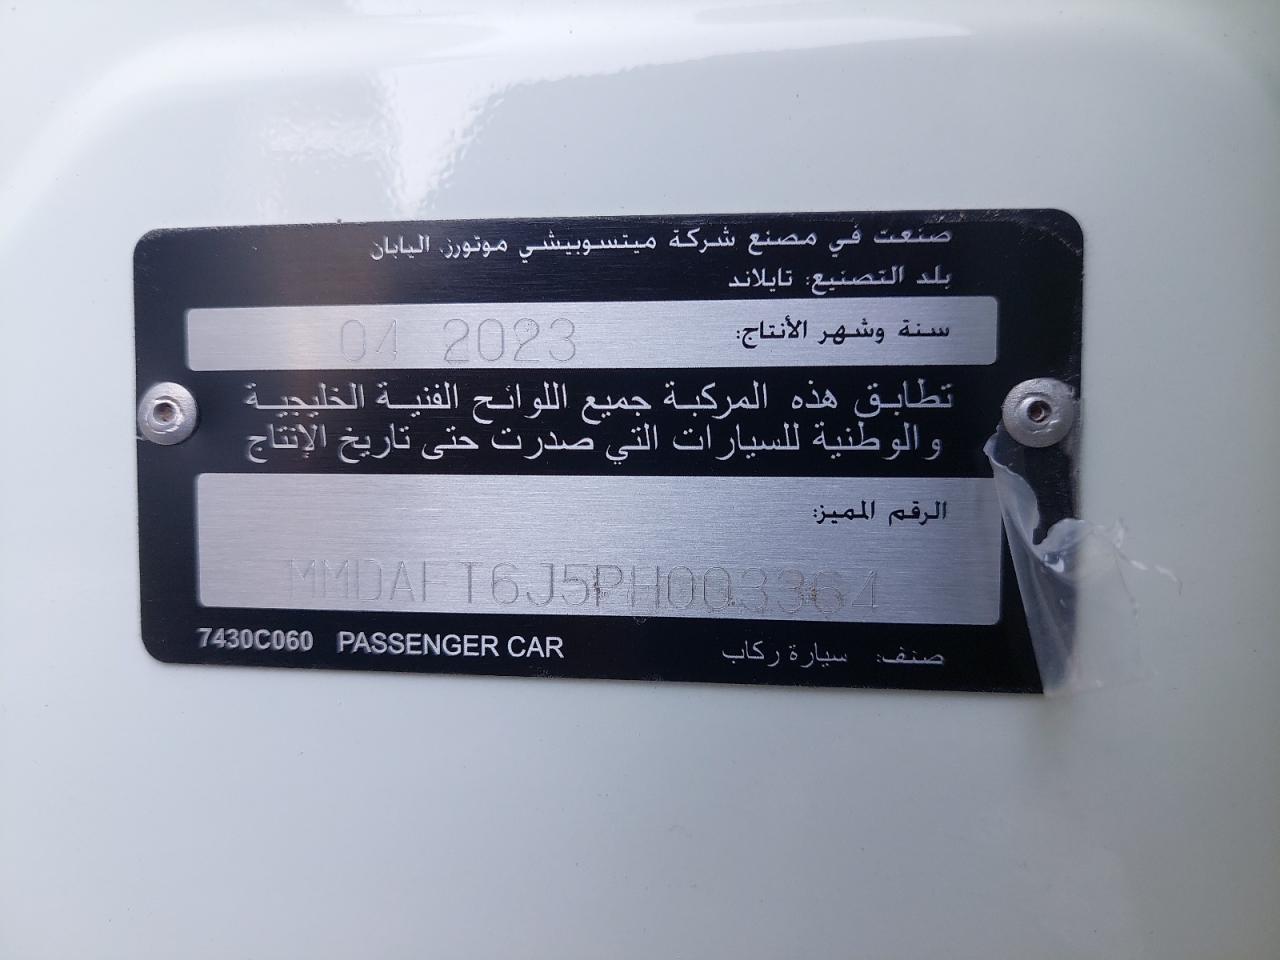 صنعت في مصنع شركة ميتسوبيشي موتورز، اليابان
بلد التصنيع: تايلاند
سنة وشهر الأنتاج: 04 2023
تطابق هذه المركبة جميع اللوائح الفنية الخليجية
والوطنية للسيارات التي صدرت حتى تاريخ الإنتاج
الرقم المميز:
MMDAFT6J5PH003364
صنف: سيارة ركاب PASSENGER CAR 7430C060